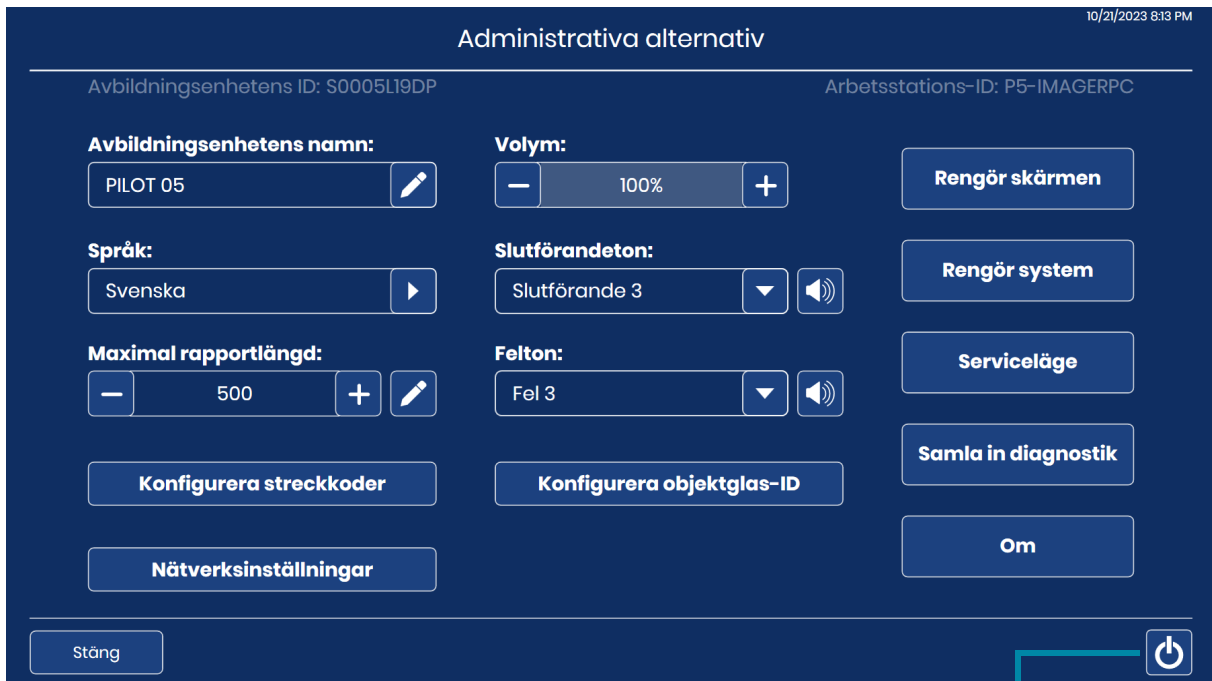 10/21/2023 8:13 PM
Administrativa alternativ
Avbildningsenhetens ID: S0005L19DP
Arbetsstations-ID: P5-IMAGERPC
Avbildningsenhetens namn:
PILOT 05
Volym:
100%
Rengör skärmen
Språk:
Svenska
Slutförandeton:
Slutförande 3
Rengör system
Maximal rapportlängd:
500
Felton:
Fel 3
Serviceläge
Konfigurera streckkoder
Konfigurera objektglas-ID
Samla in diagnostik
Nätverksinställningar
Om
Stäng